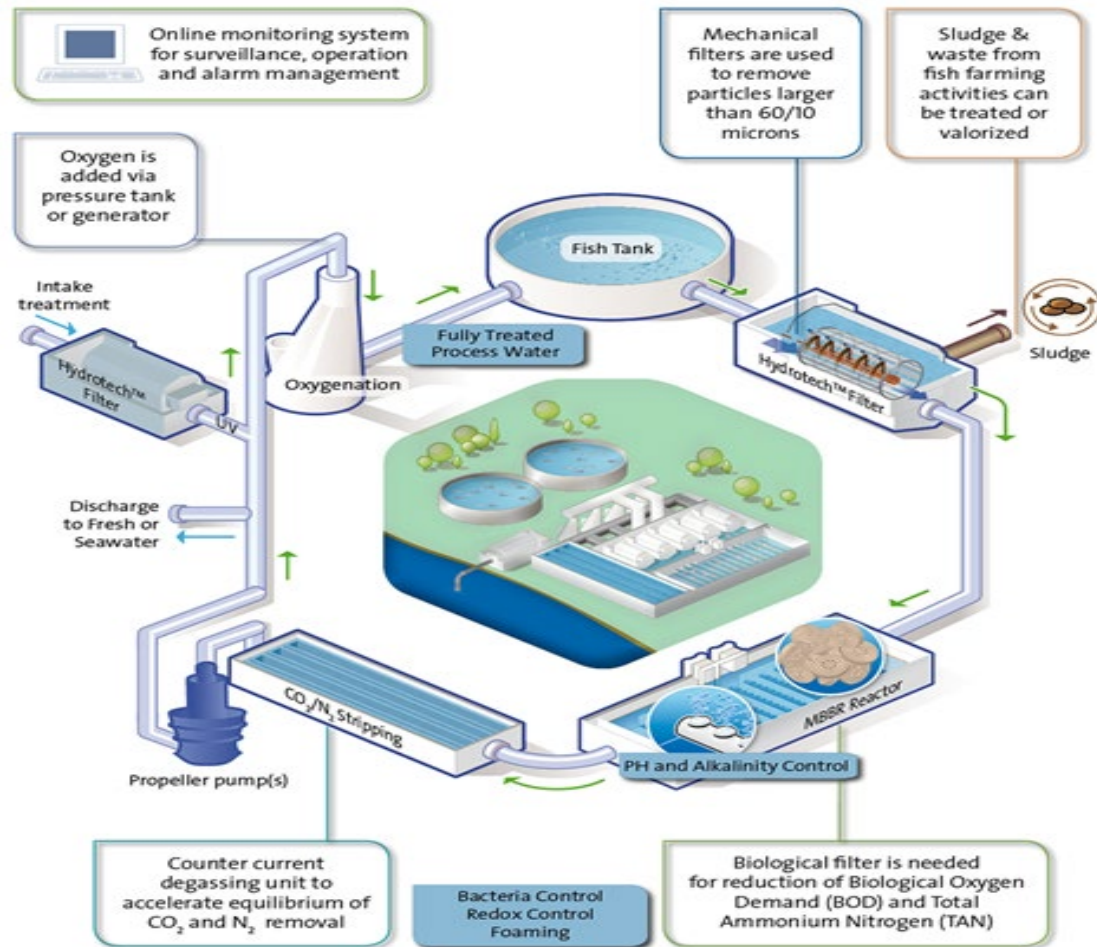 Online monitoring system
for surveillance, operation
and alarm management
Mechanical
filters are used
to remove
particles larger
than 60/10
microns
Sludge &
waste from
fish farming
activities can
be treated or
valorized
Oxygen is
added via
pressure tank
or generator
Fish Tank
Intake
treatment
Hydrotech™
Filter
UV
Oxygenation
Fully Treated
Process Water
Hydrotech™ Filter
Sludge
Discharge
to Fresh or
Seawater
CO₂/N₂ Stripping
MBBR Reactor
PH and Alkalinity Control
Propeller pump(s)
Counter current
degassing unit to
accelerate equilibrium of
CO₂ and N₂ removal
Bacteria Control
Redox Control
Foaming
Biological filter is needed
for reduction of Biological Oxygen
Demand (BOD) and Total
Ammonium Nitrogen (TAN)